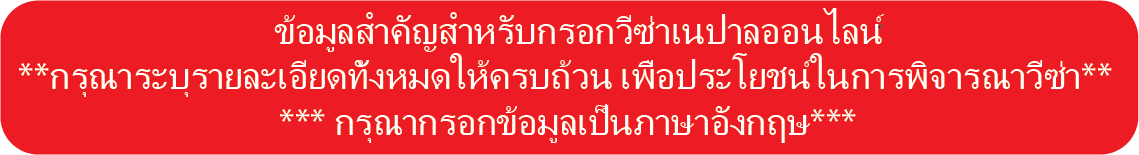 ข้อมูลสำคัญสำหรับกรอกวีซ่าเนปาลออนไลน์
**กรุณาระบุรายละเอียดทั้งหมดให้ครบถ้วน เพื่อประโยชน์ในการพิจารณาวีซ่า**
*** กรุณากรอกข้อมูลเป็นภาษาอังกฤษ***